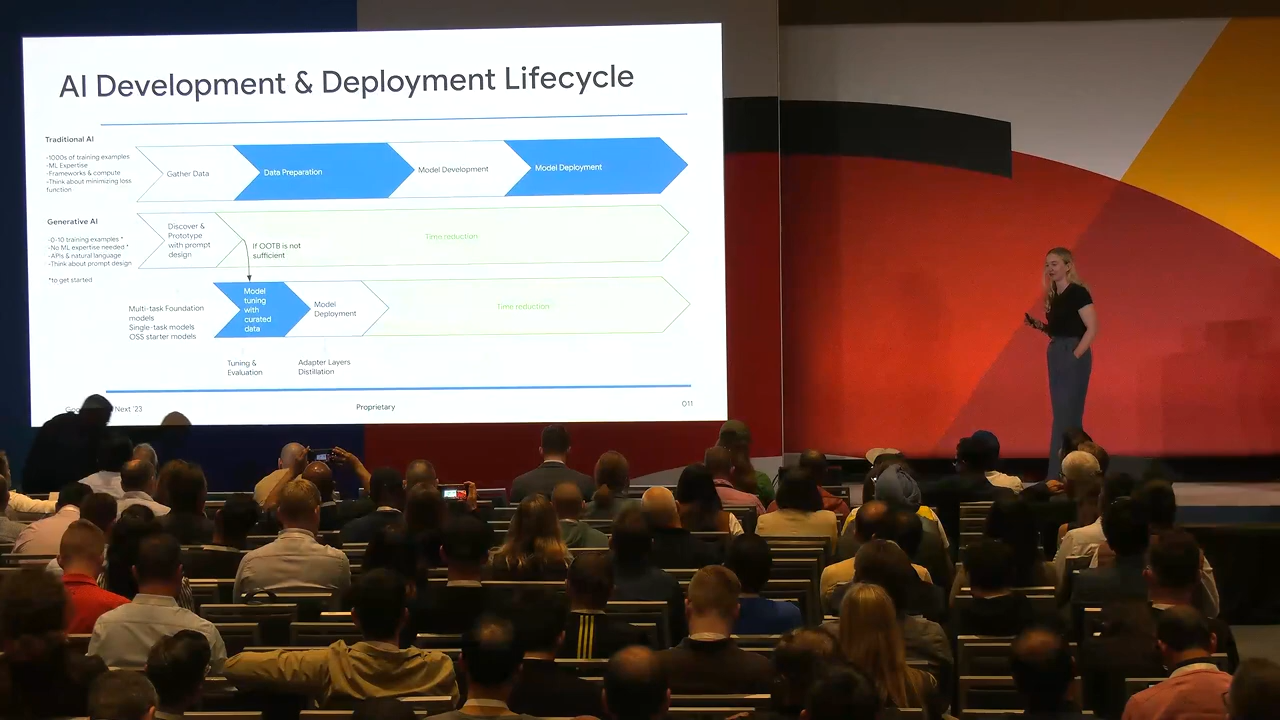 AI Development & Deployment Lifecycle
Traditional AI
-1000s of training examples
-ML Expertise
-Frameworks & compute
-Think about minimizing loss
function
Gather Data
Data Preparation
Model Development
Model Deployment
Generative AI
-0-10 training examples *
-No ML expertise needed *
-APIs & natural language
-Think about prompt design
*to get started
Discover &
Prototype
with prompt
design
If OOTB is not
sufficient
Time reduction
Multi-task Foundation
models
Single-task models
OSS starter models
Model
tuning
with
curated
data
Model
Deployment
Time reduction
Tuning &
Evaluation
Adapter Layers
Distillation
Next '23
Proprietary
011